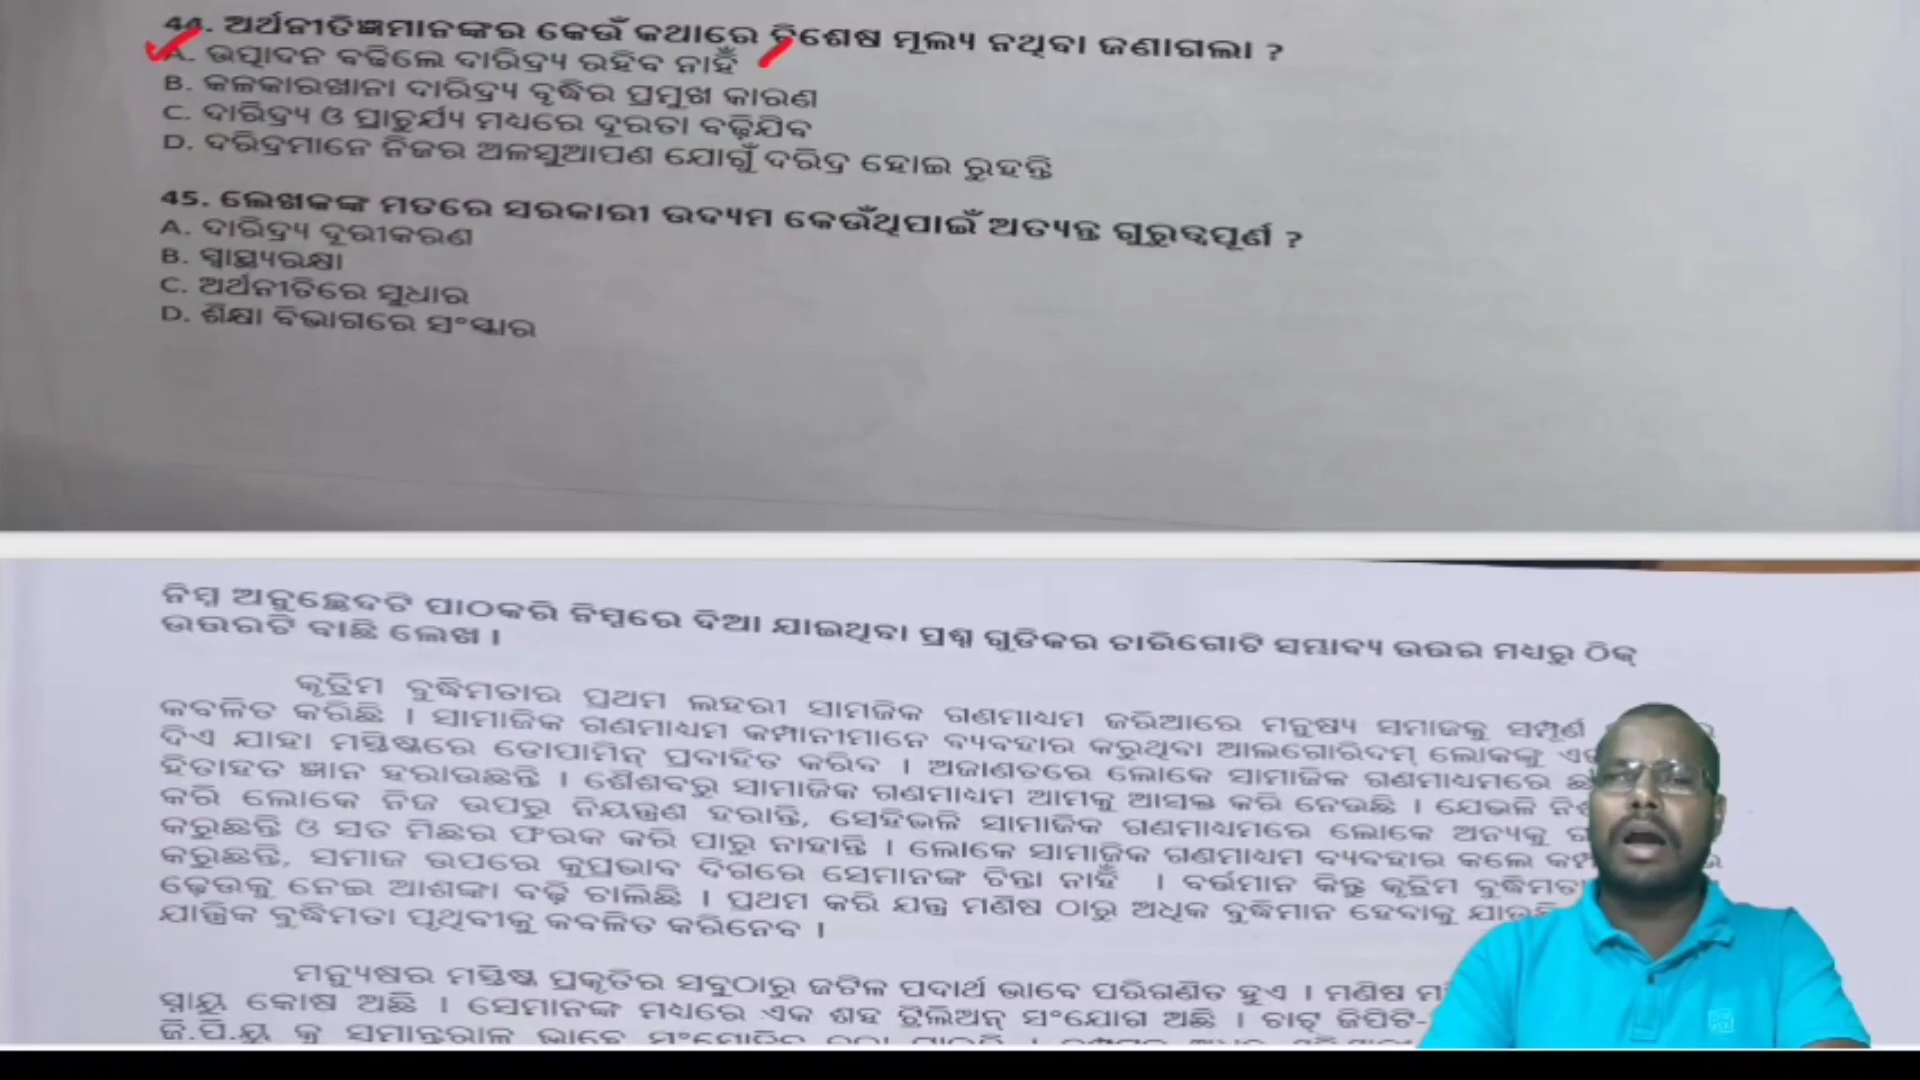 44. ଅର୍ଥନୀତିଜ୍ଞମାନଙ୍କର କେଉଁ କଥାରେ ବିଶେଷ ମୂଲ୍ୟ ନଥିବା ଜଣାଗଲା ?
A. ଉତ୍ପାଦନ ବଢିଲେ ଦାରିଦ୍ର୍ୟ ରହିବ ନାହିଁ
B. କଳକାରଖାନା ଦାରିଦ୍ର୍ୟ ବୃଦ୍ଧିର ପ୍ରମୁଖ କାରଣ
C. ଦାରିଦ୍ର୍ୟ ଓ ପ୍ରାଚୁର୍ଯ୍ୟ ମଧ୍ୟରେ ଦୂରତା ବଢ଼ିଯିବ
D. ଦରିଦ୍ରମାନେ ନିଜର ଅଳସୁଆପଣ ଯୋଗୁଁ ଦରିଦ୍ର ହୋଇ ରୁହନ୍ତି
45. ଲେଖକଙ୍କ ମତରେ ସରକାରୀ ଉଦ୍ୟମ କେଉଁଥିପାଇଁ ଅତ୍ୟନ୍ତ ଗୁରୁତ୍ୱପୂର୍ଣ ?
A. ଦାରିଦ୍ର୍ୟ ଦୂରୀକରଣ
B. ସ୍ୱାସ୍ଥ୍ୟରକ୍ଷା
C. ଅର୍ଥନୀତିରେ ସୁଧାର
D. ଶିକ୍ଷା ବିଭାଗରେ ସଂସ୍କାର
ନିମ୍ନ ଅନୁଚ୍ଛେଦଟି ପାଠକରି ନିମ୍ନରେ ଦିଆ ଯାଇଥିବା ପ୍ରଶ୍ନ ଗୁଡିକର ଚାରିଗୋଟି ସମ୍ଭାବ୍ୟ ଉତ୍ତର ମଧ୍ୟରୁ ଠିକ୍
ଉତ୍ତରଟି ବାଛି ଲେଖ ।
କୃତ୍ରିମ ବୁଦ୍ଧିମତାର ପ୍ରଥମ ଲହରୀ ସାମଜିକ ଗଣମାଧ୍ୟମ ଜରିଆରେ ମନୁଷ୍ୟ ସମାଜକୁ ସମ୍ପୂର୍ଣ
କବଳିତ କରିଛି । ସାମାଜିକ ଗଣମାଧ୍ୟମ କମ୍ପାନୀମାନେ ବ୍ୟବହାର କରୁଥିବା ଆଲଗୋରିଦମ୍ ଲୋକଙ୍କୁ
ଦିଏ ଯାହା ମସ୍ତିଷ୍କରେ ଡୋପାମିନ୍ ପ୍ରବାହିତ କରିବ । ଅଜାଣତରେ ଲୋକେ ସାମାଜିକ ଗଣମାଧ୍ୟମରେ
ହିତାହତ ଜ୍ଞାନ ହରାଉଛନ୍ତି । ଶୈଶବରୁ ସାମାଜିକ ଗଣମାଧ୍ୟମ ଆମକୁ ଆସକ୍ତ କରି ନେଉଛି । ଯେଭଳି
କରି ଲୋକେ ନିଜ ଉପରୁ ନିୟନ୍ତ୍ରଣ ହରାନ୍ତି, ସେହିଭଳି ସାମାଜିକ ଗଣମାଧ୍ୟମରେ ଲୋକେ ଅନ୍ୟକୁ
କରୁଛନ୍ତି ଓ ସତ ମିଛର ଫରକ କରି ପାରୁ ନାହାନ୍ତି । ଲୋକେ ସାମାଜିକ ଗଣମାଧ୍ୟମ ବ୍ୟବହାର କଲେ
କରୁଛନ୍ତି, ସମାଜ ଉପରେ କୁପ୍ରଭାବ ଦିଗରେ ସେମାନଙ୍କ ଚିନ୍ତା ନାହିଁ । ବର୍ତ୍ତମାନ କିନ୍ତୁ କୃତ୍ରିମ
ଢ଼େଉକୁ ନେଇ ଆଶଙ୍କା ବଢ଼ି ଚାଲିଛି । ପ୍ରଥମ କରି ଯନ୍ତ୍ର ମଣିଷ ଠାରୁ ଅଧିକ ବୁଦ୍ଧିମାନ ହେବାକୁ
ଯାନ୍ତ୍ରିକ ବୁଦ୍ଧିମତା ପୃଥିବୀକୁ କବଳିତ କରିନେବ ।
ମନୁଷ୍ୟର ମସ୍ତିଷ୍କ ପ୍ରକୃତିର ସବୁଠାରୁ ଜଟିଳ ପଦାର୍ଥ ଭାବେ ପରିଗଣିତ ହୁଏ । ମଣିଷ
ସ୍ନାୟୁ କୋଷ ଅଛି । ସେମାନଙ୍କ ମଧ୍ୟରେ ଏକ ଶହ ଟ୍ରିଲିଅନ୍ ସଂଯୋଗ ଅଛି । ଚାଟ୍ ଜିପିଟି-
ଜି.ପି.ୟୁ କୁ ସମାନ୍ତରାଳ ଭାବେ